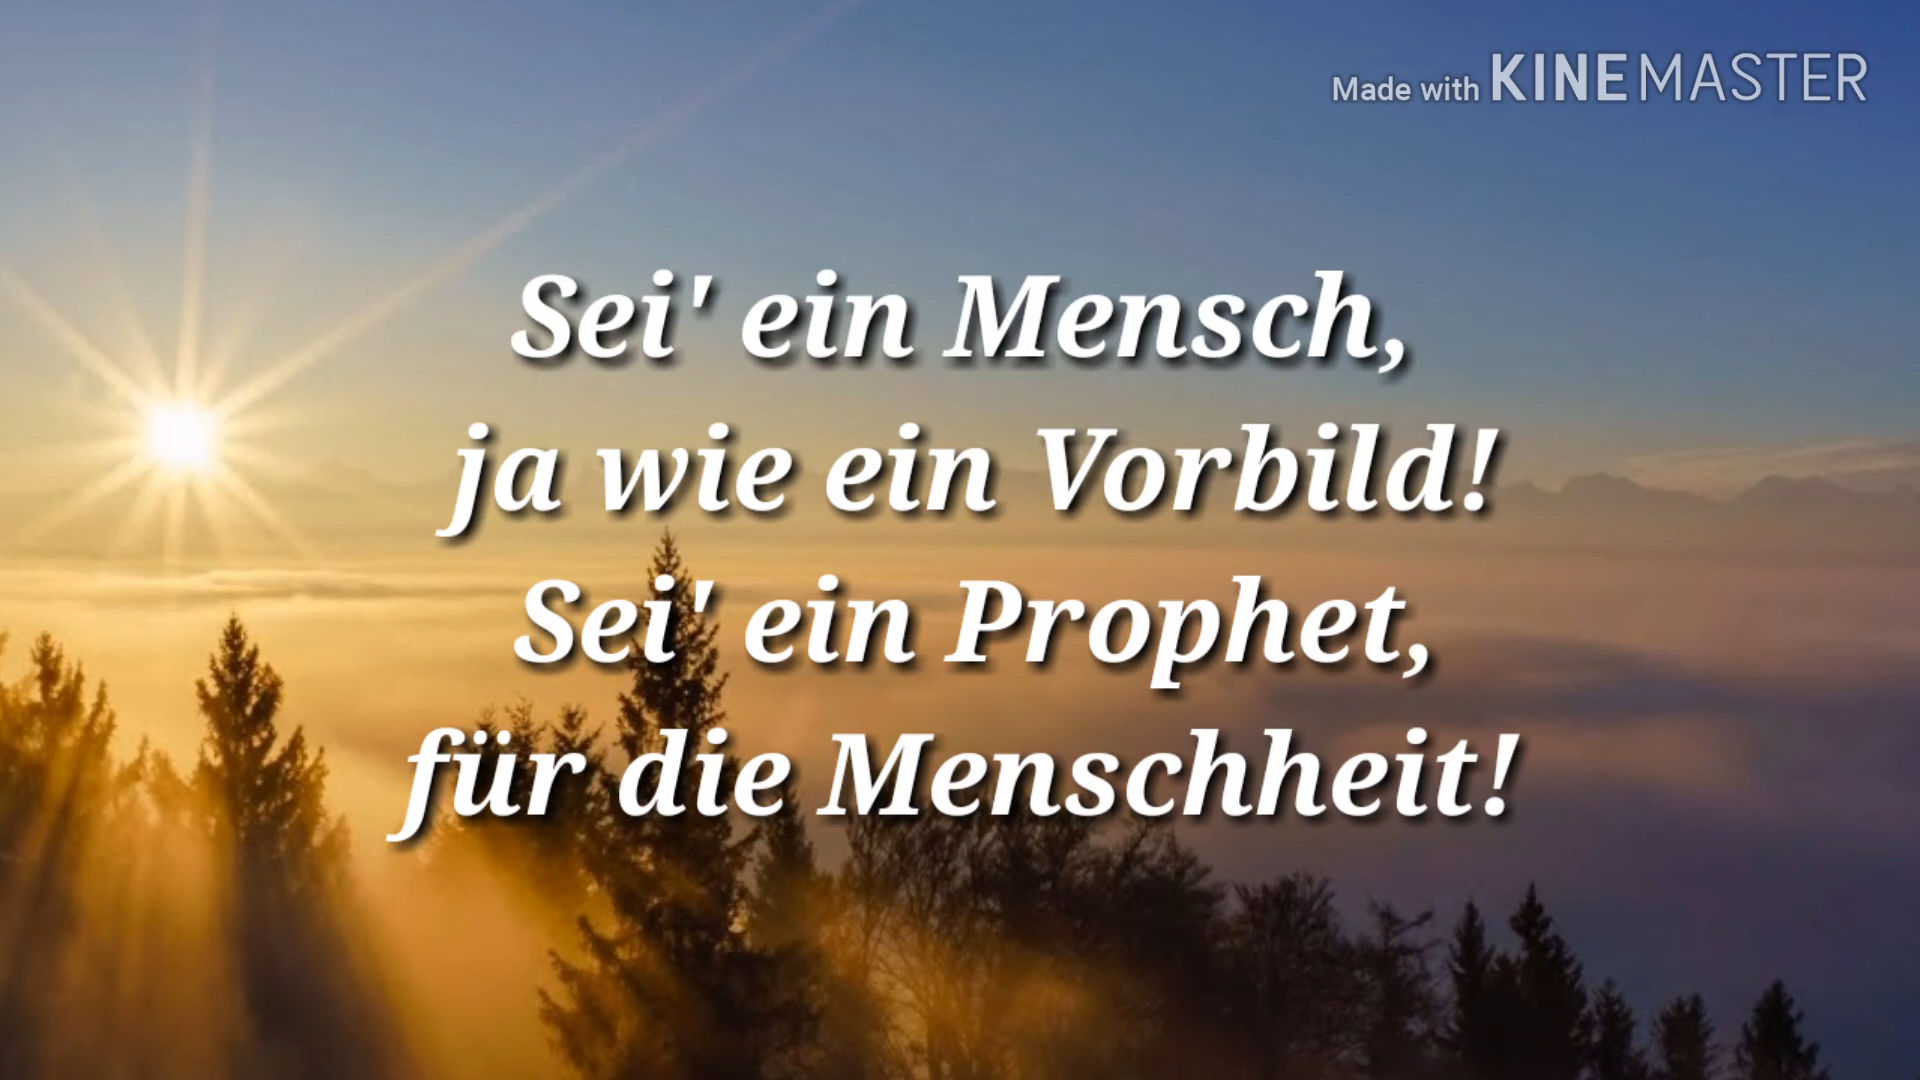 Made with KINEMASTER
Sei' ein Mensch,
ja wie ein Vorbild!
Sei' ein Prophet,
für die Menschheit!